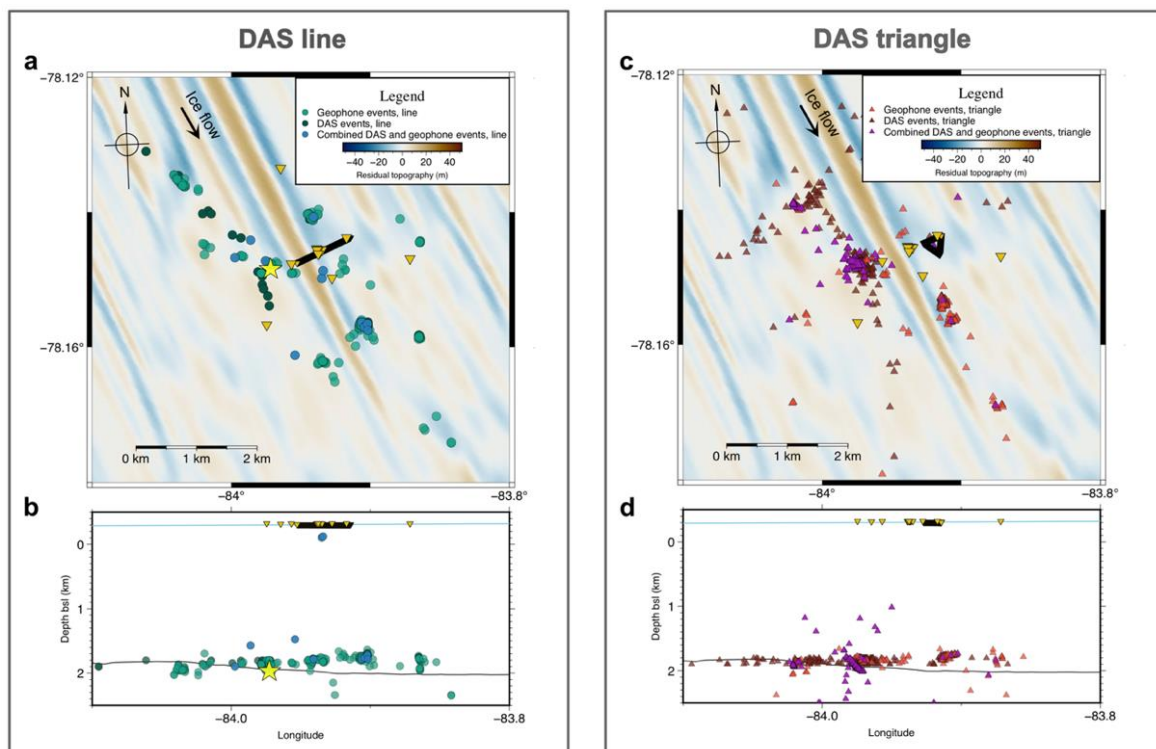 DAS line
a
−78.12°
N
Ice flow
Legend
Geophone events, line
DAS events, line
Combined DAS and geophone events, line
−40 −20 0 20 40
Residual topography (m)
−78.16°
0 km 1 km 2 km
−84° −83.8°
b
0
1
2
Depth bsl (km)
−84.0 −83.8
Longitude
DAS triangle
c
−78.12°
N
Ice flow
Legend
Geophone events, triangle
DAS events, triangle
Combined DAS and geophone events, triangle
−40 −20 0 20 40
Residual topography (m)
−78.16°
0 km 1 km 2 km
−84° −83.8°
d
0
1
2
Depth bsl (km)
−84.0 −83.8
Longitude